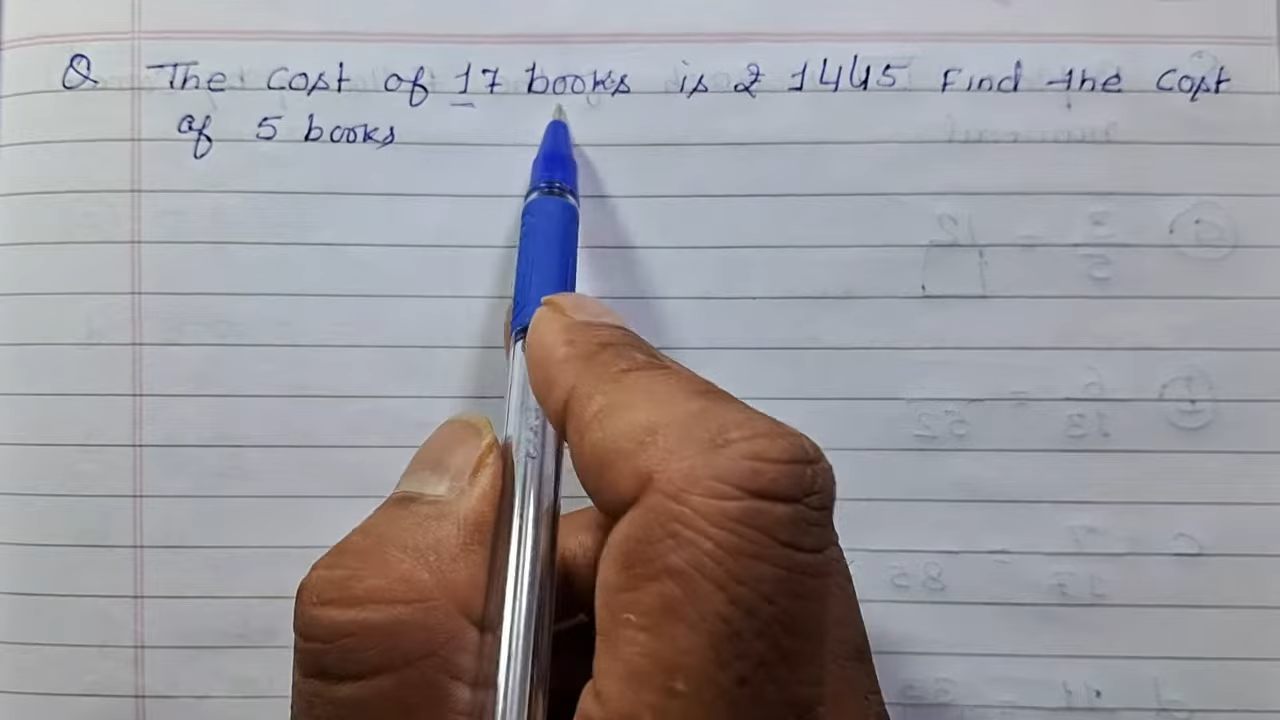 Q The cost of 17 books is ₹ 1445 Find the cost
of 5 books